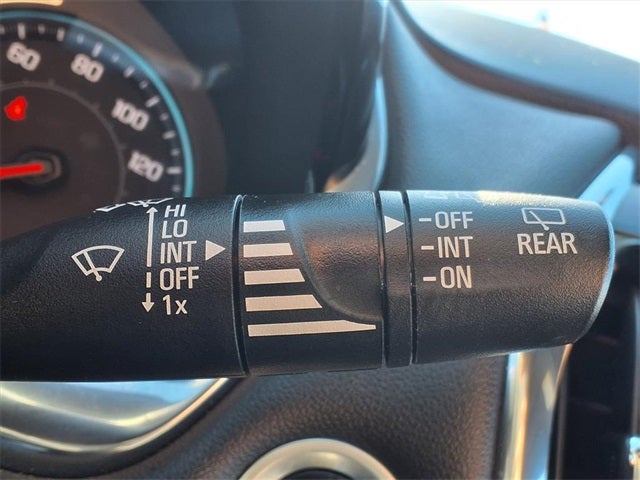 60
80
100
120
HI
LO
INT
OFF
1x
-OFF
-INT
-ON
REAR